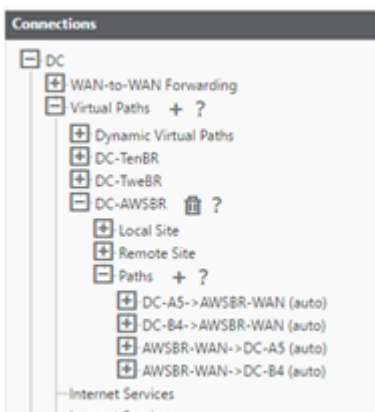 Connections
DC
WAN-to-WAN Forwarding
Virtual Paths + ?
Dynamic Virtual Paths
DC-TenBR
DC-TweBR
DC-AWSBR ?
Local Site
Remote Site
Paths + ?
DC-A5->AWSBR-WAN (auto)
DC-B4->AWSBR-WAN (auto)
AWSBR-WAN->DC-A5 (auto)
AWSBR-WAN->DC-B4 (auto)
Internet Services